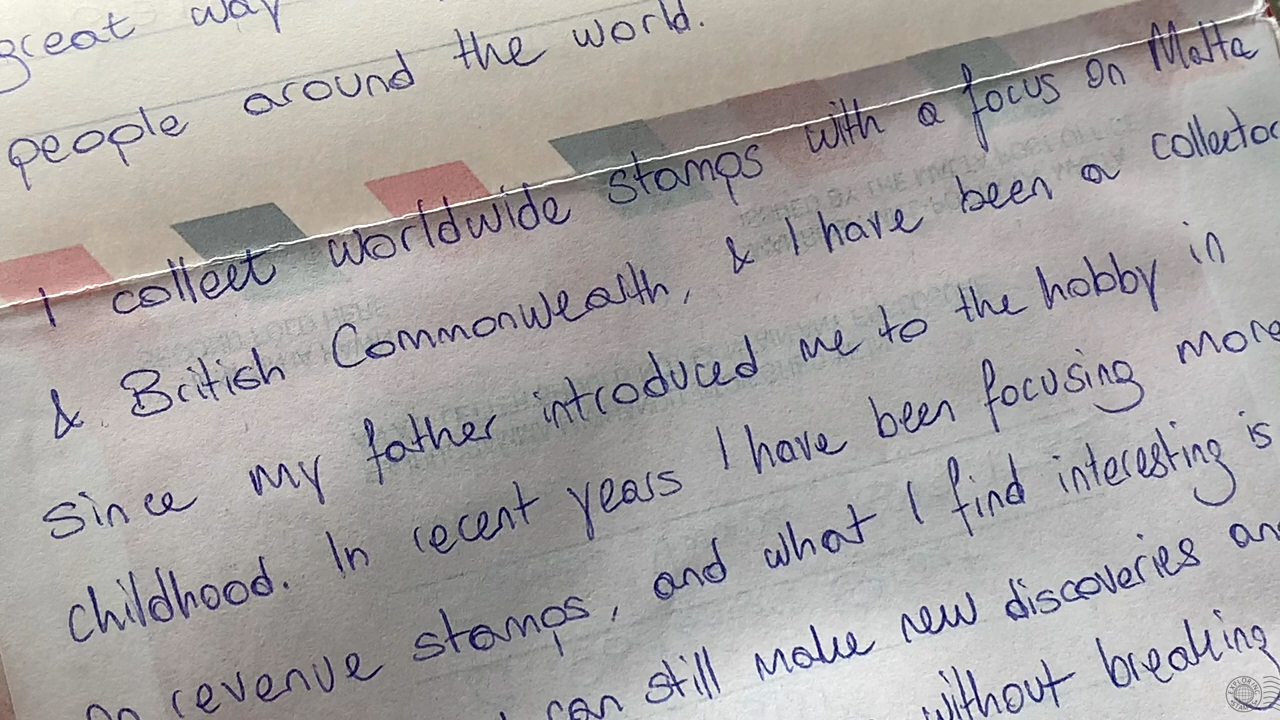 great way
people around the world.
I collect worldwide stamps with a focus on Malta
& British Commonwealth, & I have been a collector
since my father introduced me to the hobby in
childhood. In recent years I have been focusing more
on revenue stamps, and what I find interesting is
can still make new discoveries an
without breaking